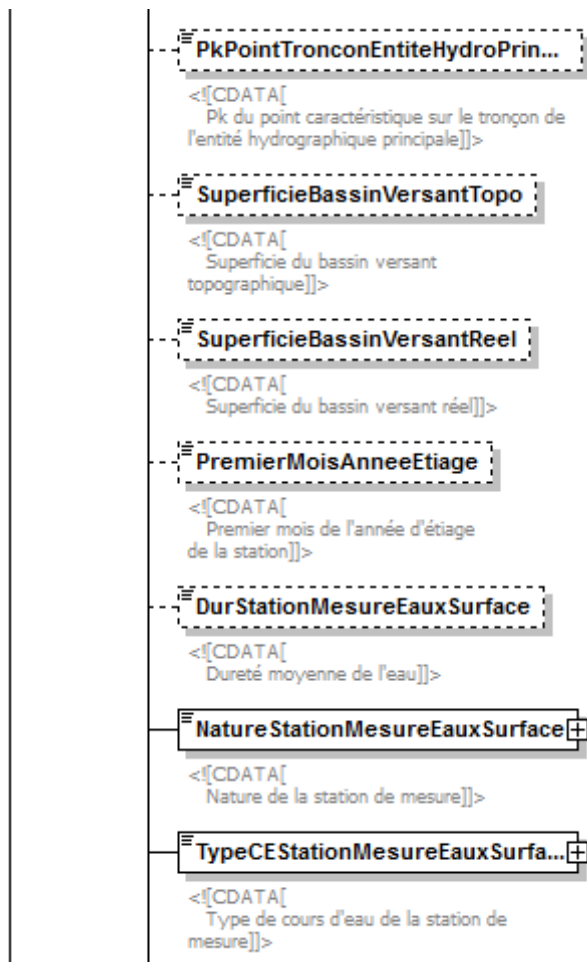 PkPointTronconEntiteHydroPrin...
<![CDATA[
Pk du point caractéristique sur le tronçon de
l'entité hydrographique principale]]>
SuperficieBassinVersantTopo
<![CDATA[
Superficie du bassin versant
topographique]]>
SuperficieBassinVersantReel
<![CDATA[
Superficie du bassin versant réel]]>
PremierMoisAnneeEtiage
<![CDATA[
Premier mois de l'année d'étiage
de la station]]>
DurStationMesureEauxSurface
<![CDATA[
Dureté moyenne de l'eau]]>
NatureStationMesureEauxSurface
<![CDATA[
Nature de la station de mesure]]>
TypeCEStationMesureEauxSurfa...
<![CDATA[
Type de cours d'eau de la station de
mesure]]>